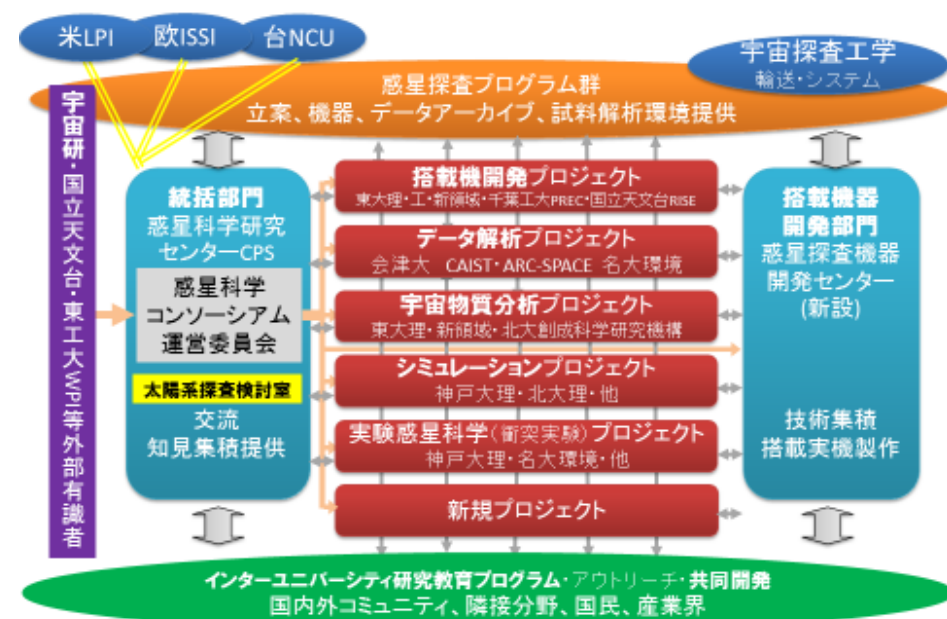 米LPI
欧ISSI
台NCU
宇宙探査工学
輸送・システム
惑星探査プログラム群
立案、機器、データアーカイブ、試料解析環境提供
宇宙研・国立天文台・東工大WPI等外部有識者
統括部門
惑星科学研究
センターCPS
惑星科学
コンソーシアム
運営委員会
太陽系探査検討室
交流
知見集積提供
搭載機開発プロジェクト
東大理・工・新領域・千葉工大PREC・国立天文台RISE
データ解析プロジェクト
会津大 CAIST・ARC-SPACE 名大環境
宇宙物質分析プロジェクト
東大理・新領域・北大創成科学研究機構
シミュレーションプロジェクト
神戸大理・北大理・他
実験惑星科学(衝突実験)プロジェクト
神戸大理・名大環境・他
新規プロジェクト
搭載機器
開発部門
惑星探査機器
開発センター
(新設)
技術集積
搭載実機製作
インターユニバーシティ研究教育プログラム・アウトリーチ・共同開発
国内外コミュニティ、隣接分野、国民、産業界